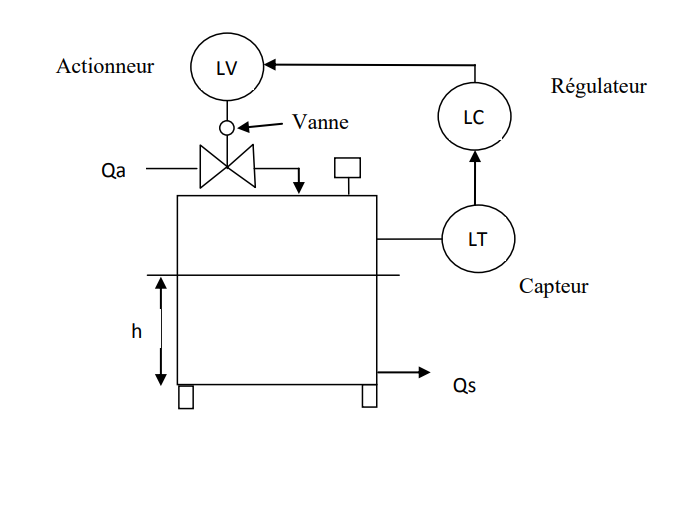 Actionneur
LV
Régulateur
LC
Vanne
Qa
LT
Capteur
h
Qs